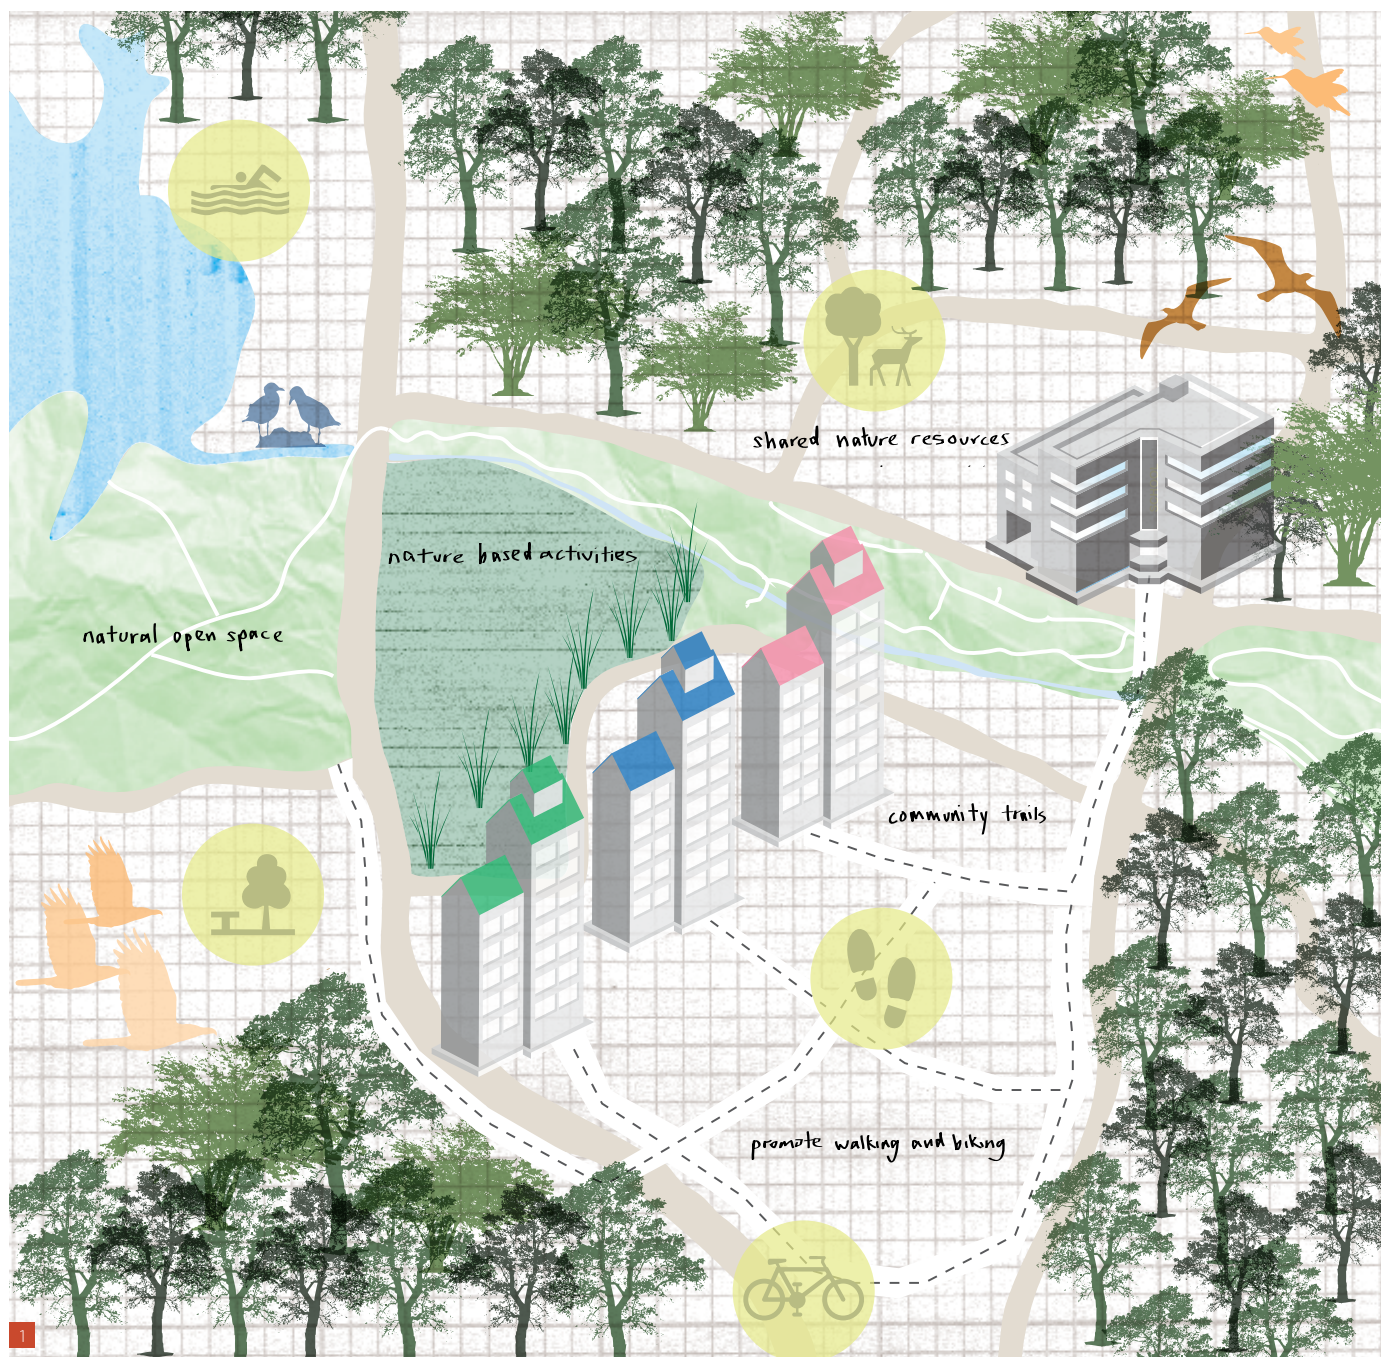 shared nature resources
nature based activities
natural open space
community trails
promote walking and biking
1